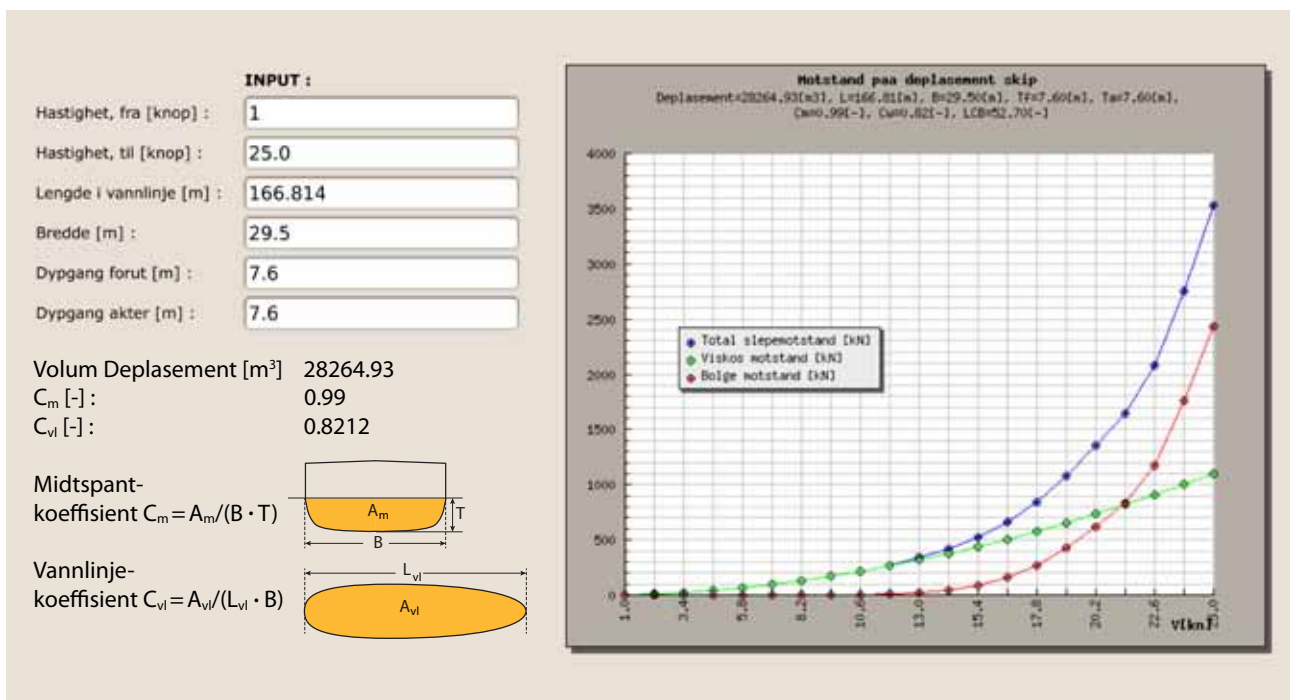 INPUT :
Hastighet, fra [knop] : 1
Hastighet, til [knop] : 25.0
Lengde i vannlinje [m] : 166.814
Bredde [m] : 29.5
Dypgang forut [m] : 7.6
Dypgang akter [m] : 7.6
Volum Deplasement [m³] 28264.93
Cₘ [-] : 0.99
Cᵥₗ [-] : 0.8212
Midtspant-
koeffisient Cₘ = Aₘ/(B · T)
Aₘ
T
B
Vannlinje-
koeffisient Cᵥₗ = Aᵥₗ/(Lᵥₗ · B)
Lᵥₗ
Aᵥₗ
Motstand paa deplasement skip
Deplasement=28264.93[m3], L=166.81[m], B=29.50[m], Tf=7.60[m], Ta=7.60[m],
Cm=0.99[-], Cw=0.82[-], LCB=52.70[-]
4000
3500
3000
2500
2000
1500
1000
500
0
Total slepemotstand [kN]
Viskos motstand [kN]
Bolge motstand [kN]
1.0 3.4 5.8 8.2 10.6 13.0 15.4 17.8 20.2 22.6 25.0
V[kn]